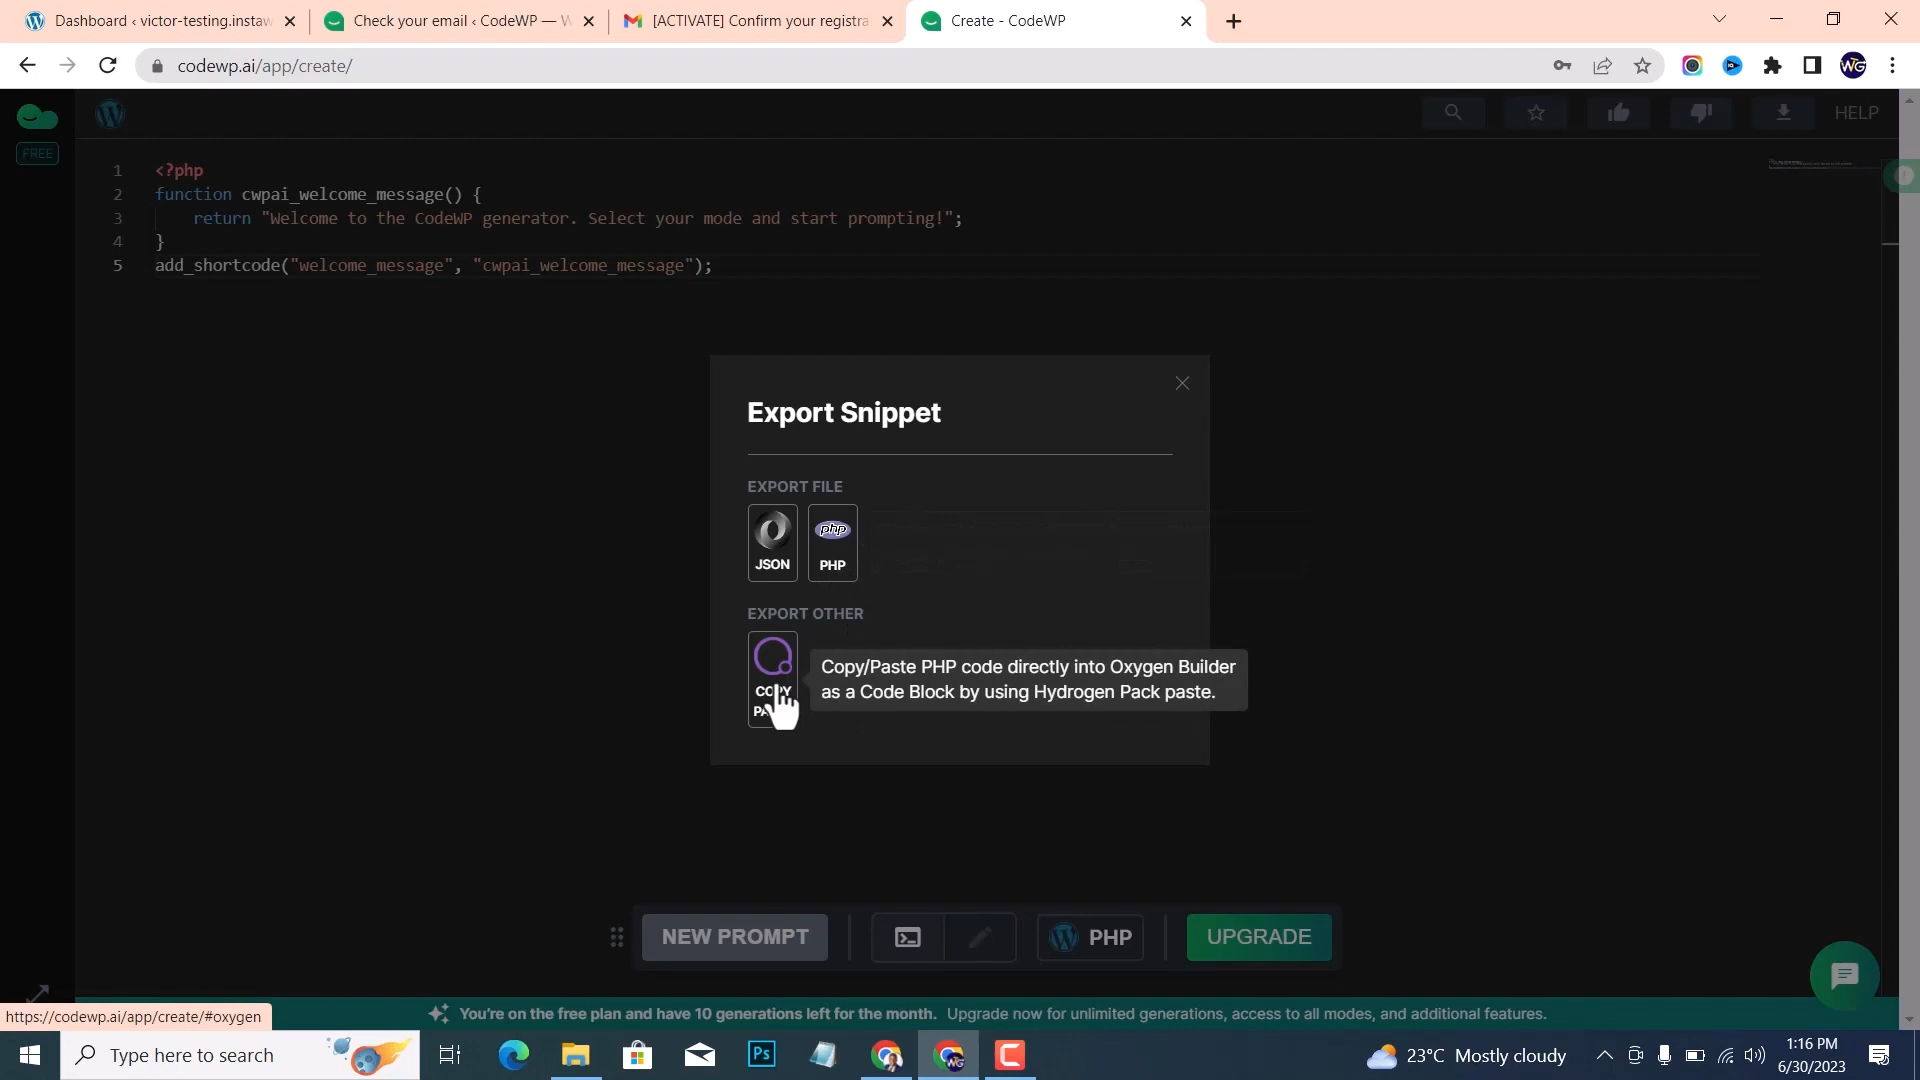 Dashboard ‹ victor-testing.instaw
Check your email ‹ CodeWP — W
[ACTIVATE] Confirm your registra
Create - CodeWP
codewp.ai/app/create/
WG
HELP
FREE
1 <?php
2 function cwpai_welcome_message() {
3 return "Welcome to the CodeWP generator. Select your mode and start prompting!";
4 }
5 add_shortcode("welcome_message", "cwpai_welcome_message");
Export Snippet
EXPORT FILE
JSON
php
PHP
EXPORT OTHER
Copy/Paste PHP code directly into Oxygen Builder
as a Code Block by using Hydrogen Pack paste.
NEW PROMPT
PHP
UPGRADE
https://codewp.ai/app/create/#oxygen
You're on the free plan and have 10 generations left for the month. Upgrade now for unlimited generations, access to all modes, and additional features.
Type here to search
Ps
23°C Mostly cloudy
1:16 PM
6/30/2023